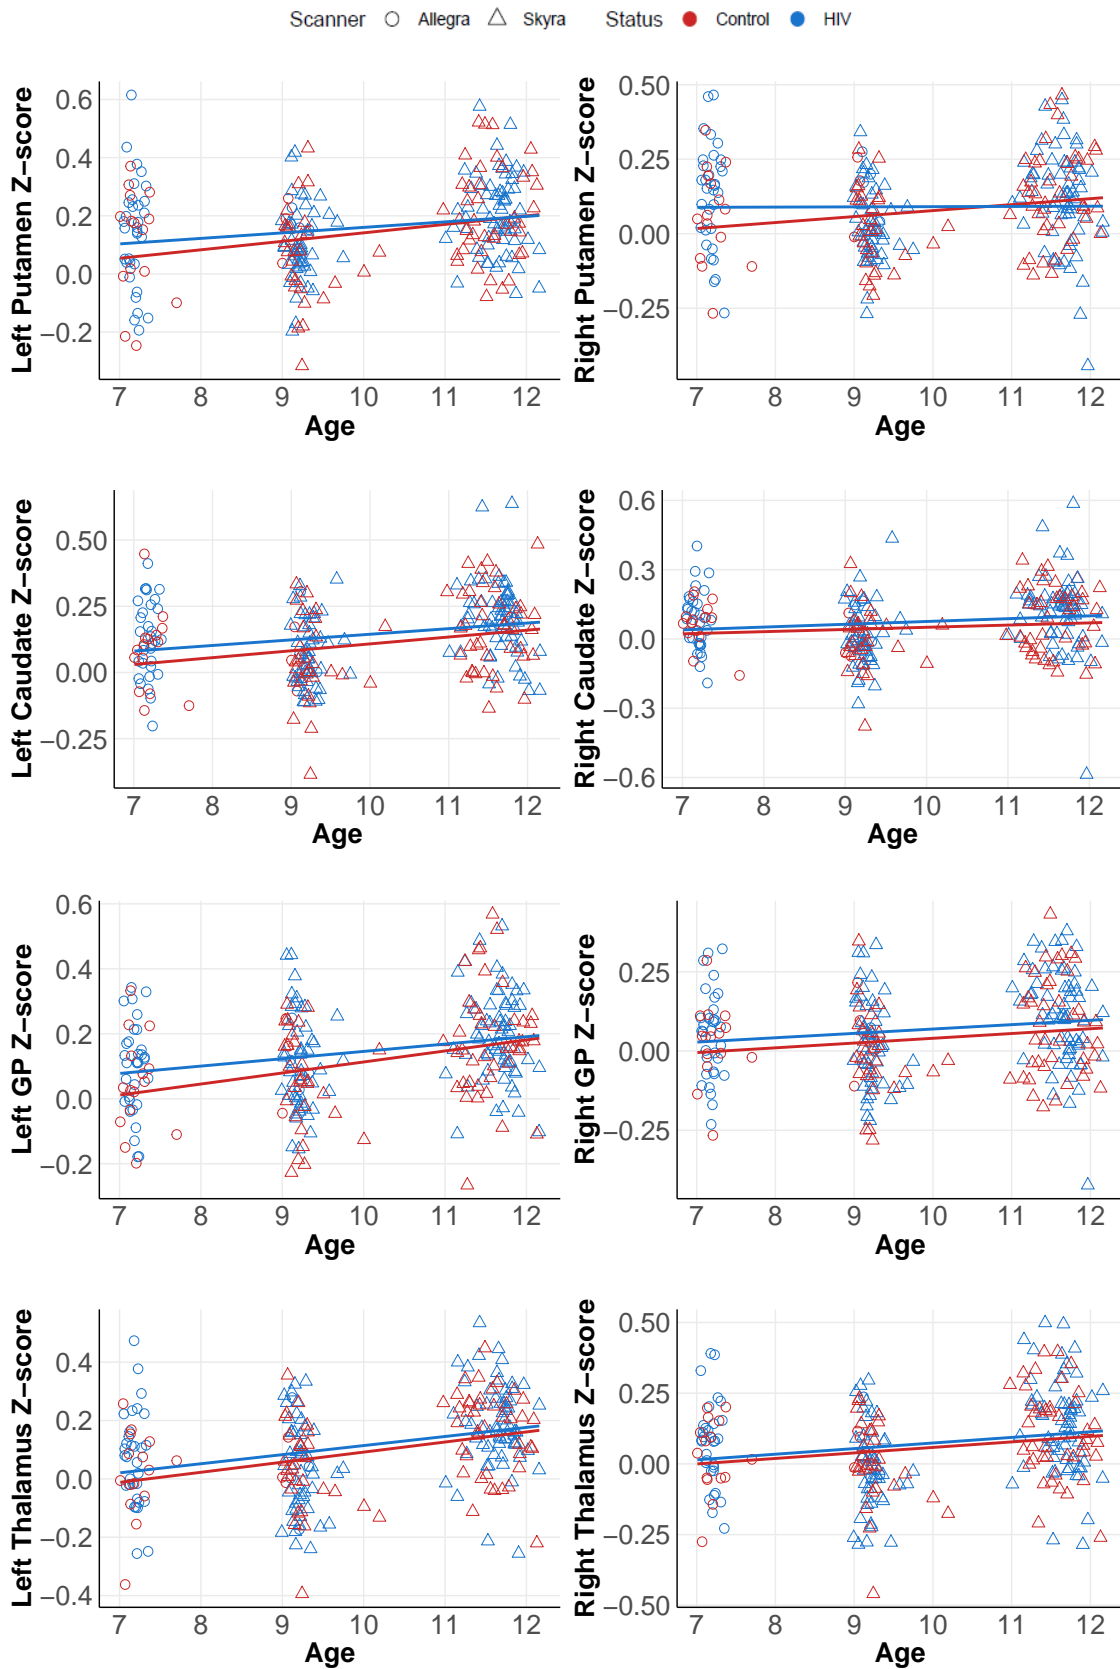 Scanner Allegra Skyra Status Control HIV
Left Putamen Z−score
0.6
0.4
0.2
0.0
−0.2
7 8 9 10 11 12
Age
Right Putamen Z−score
0.50
0.25
0.00
−0.25
7 8 9 10 11 12
Age
Left Caudate Z−score
0.50
0.25
0.00
−0.25
7 8 9 10 11 12
Age
Right Caudate Z−score
0.6
0.3
0.0
−0.3
−0.6
7 8 9 10 11 12
Age
Left GP Z−score
0.6
0.4
0.2
0.0
−0.2
7 8 9 10 11 12
Age
Right GP Z−score
0.25
0.00
−0.25
7 8 9 10 11 12
Age
Left Thalamus Z−score
0.4
0.2
0.0
−0.2
−0.4
7 8 9 10 11 12
Age
Right Thalamus Z−score
0.50
0.25
0.00
−0.25
−0.50
7 8 9 10 11 12
Age